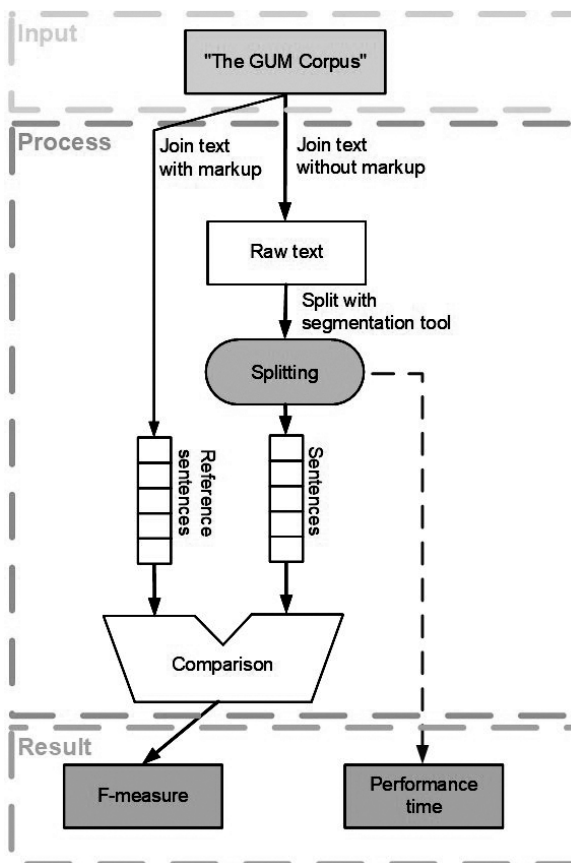 Input
"The GUM Corpus"
Process
Join text
with markup
Join text
without markup
Raw text
Split with
segmentation tool
Splitting
Reference
sentences
Sentences
Comparison
Result
F-measure
Performance
time